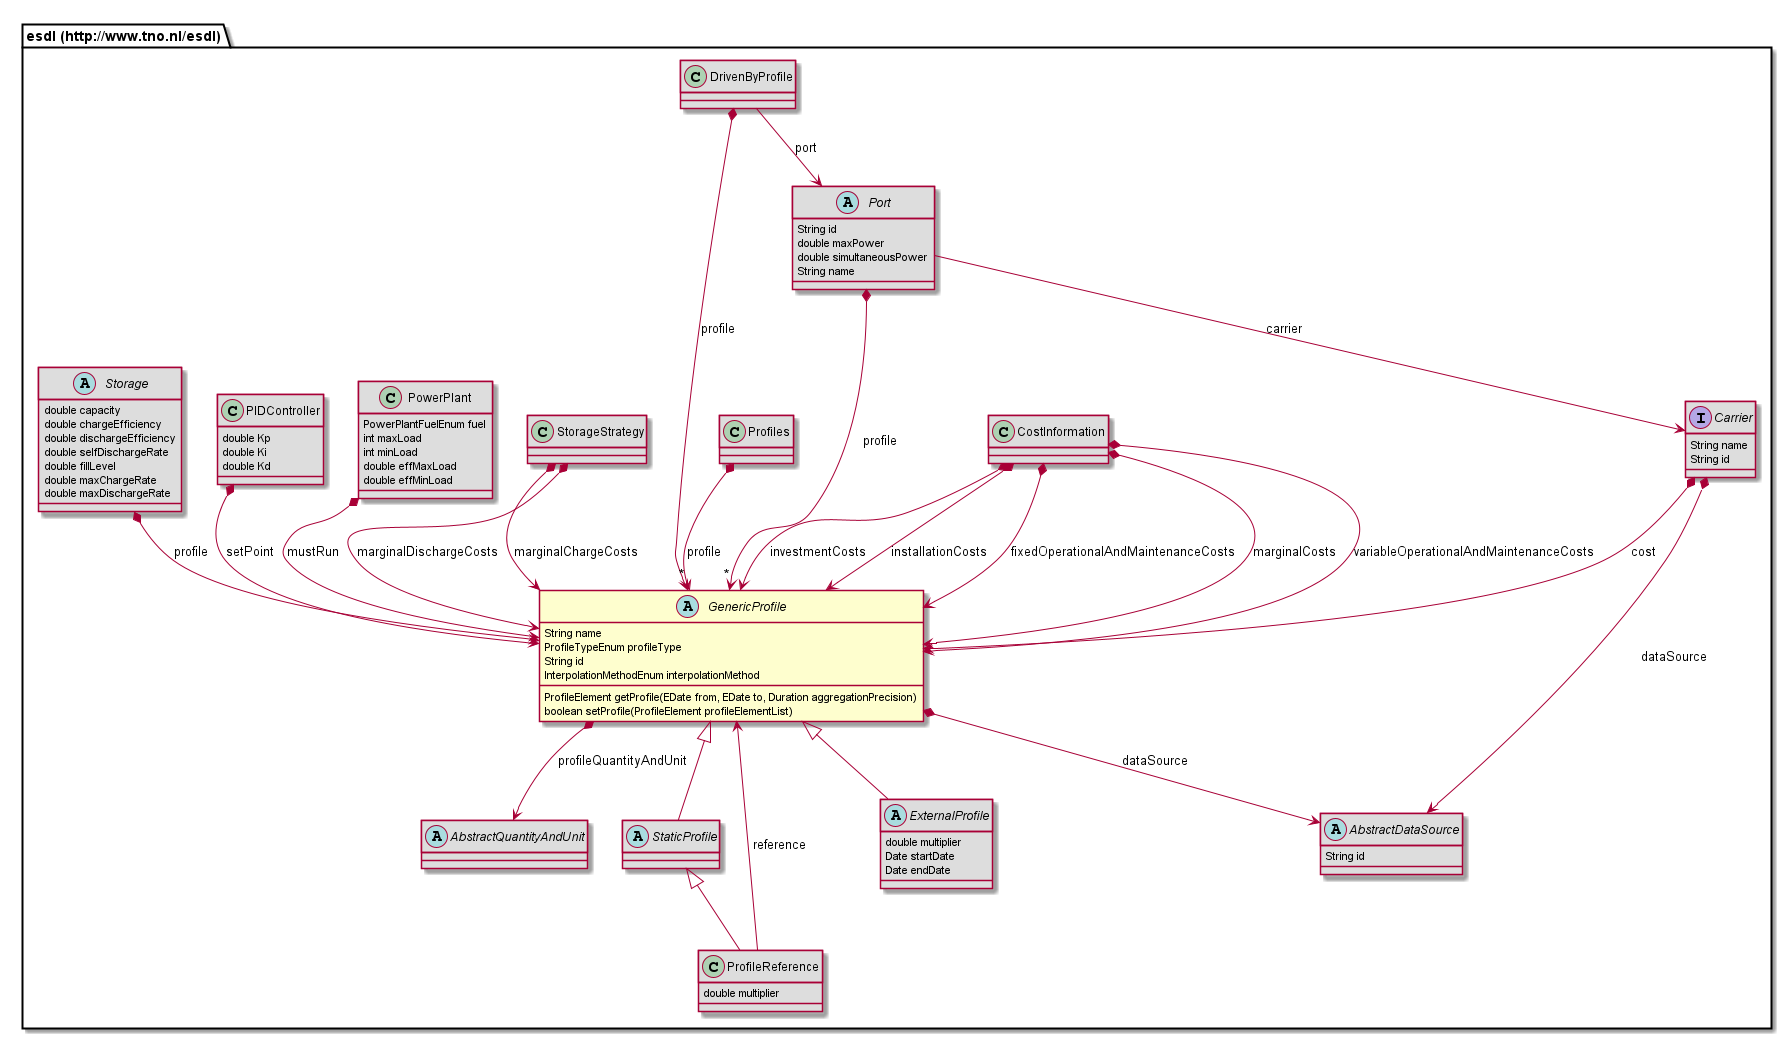 esdl (http://www.tno.nl/esdl)
C DrivenByProfile
port
A Port
String id
double maxPower
double simultaneousPower
String name
profile
carrier
A Storage
double capacity
double chargeEfficiency
double dischargeEfficiency
double selfDischargeRate
double fillLevel
double maxChargeRate
double maxDischargeRate
C PIDController
double Kp
double Ki
double Kd
C PowerPlant
PowerPlantFuelEnum fuel
int maxLoad
int minLoad
double effMaxLoad
double effMinLoad
C StorageStrategy
C Profiles
profile
C CostInformation
I Carrier
String name
String id
profile
setPoint
mustRun
marginalDischargeCosts
marginalChargeCosts
profile
investmentCosts
installationCosts
fixedOperationalAndMaintenanceCosts
marginalCosts
variableOperationalAndMaintenanceCosts
cost
*
*
A GenericProfile
String name
ProfileTypeEnum profileType
String id
InterpolationMethodEnum interpolationMethod
ProfileElement getProfile(EDate from, EDate to, Duration aggregationPrecision)
boolean setProfile(ProfileElement profileElementList)
dataSource
profileQuantityAndUnit
dataSource
A AbstractQuantityAndUnit
A StaticProfile
reference
A ExternalProfile
double multiplier
Date startDate
Date endDate
A AbstractDataSource
String id
C ProfileReference
double multiplier